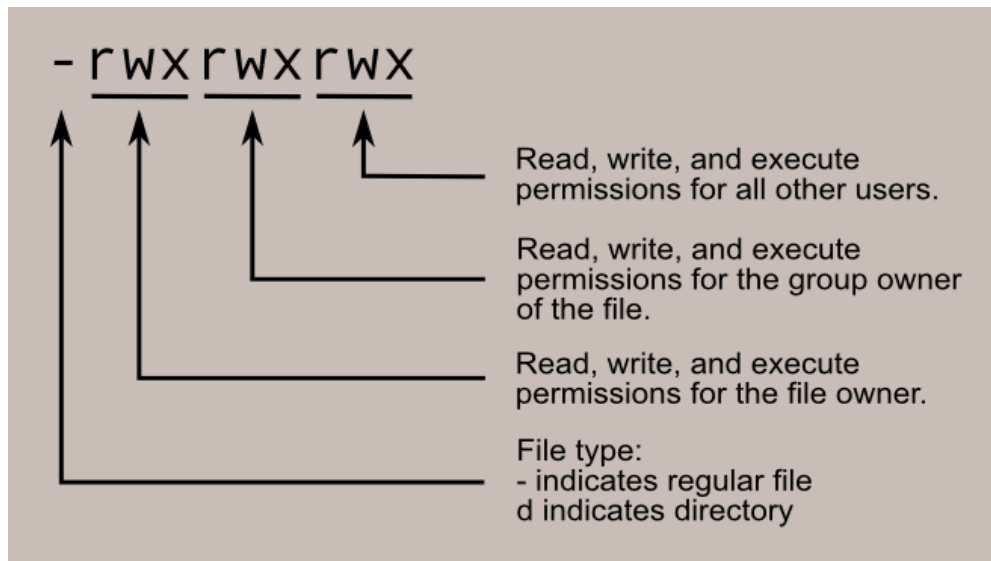 -rwxrwxrwx
Read, write, and execute
permissions for all other users.
Read, write, and execute
permissions for the group owner
of the file.
Read, write, and execute
permissions for the file owner.
File type:
- indicates regular file
d indicates directory